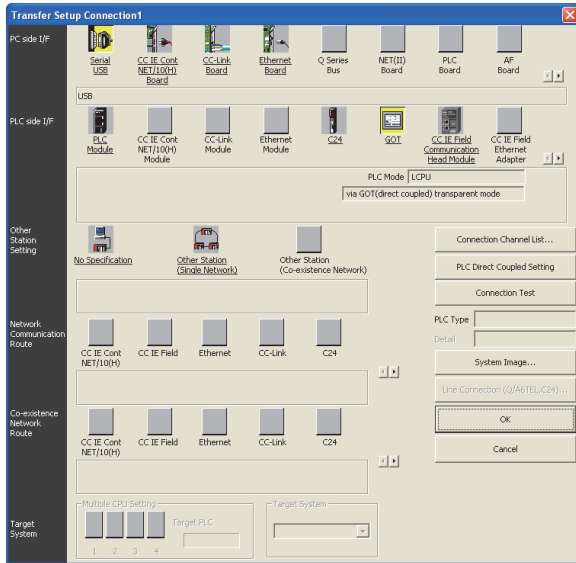 Transfer Setup Connection1
PC side I/F
Serial
USB
CC IE Cont
NET/10(H)
Board
CC-Link
Board
Ethernet
Board
Q Series
Bus
NET(II)
Board
PLC
Board
AF
Board
USB
PLC side I/F
PLC
Module
CC IE Cont
NET/10(H)
Module
CC-Link
Module
Ethernet
Module
C24
GOT
CC IE Field
Communication
Head Module
CC IE Field
Ethernet
Adapter
PLC Mode LCPU
via GOT(direct coupled) transparent mode
Other
Station
Setting
No Specification
Other Station
(Single Network)
Other Station
(Co-existence Network)
Connection Channel List...
PLC Direct Coupled Setting
Connection Test
PLC Type
Detail
System Image...
Line Connection (Q/A6TEL,C24)...
OK
Cancel
Network
Communication
Route
CC IE Cont
NET/10(H)
CC IE Field
Ethernet
CC-Link
C24
Co-existence
Network
Route
CC IE Cont
NET/10(H)
CC IE Field
Ethernet
CC-Link
C24
Target
System
Multiple CPU Setting
1 2 3 4
Target PLC
Target System